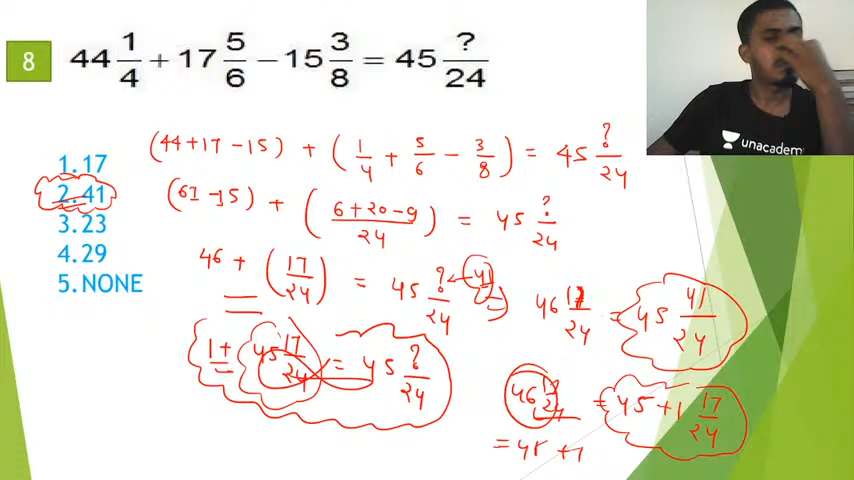 8
44 1/4 + 17 5/6 − 15 3/8 = 45 ?/24
unacademy
1.17
2.41
3.23
4.29
5.NONE
(44+17-15) + (1/4 + 5/6 - 3/8) = 45 ?/24
(61-15) + (6+20-9/24) = 45 ?/24
46 + (17/24) = 45 ?/24 ← 41
46 17/24 = 45 41/24
1+ 45 17/24 = 45 ?/24
= 45+1 17/24
= 45 +1